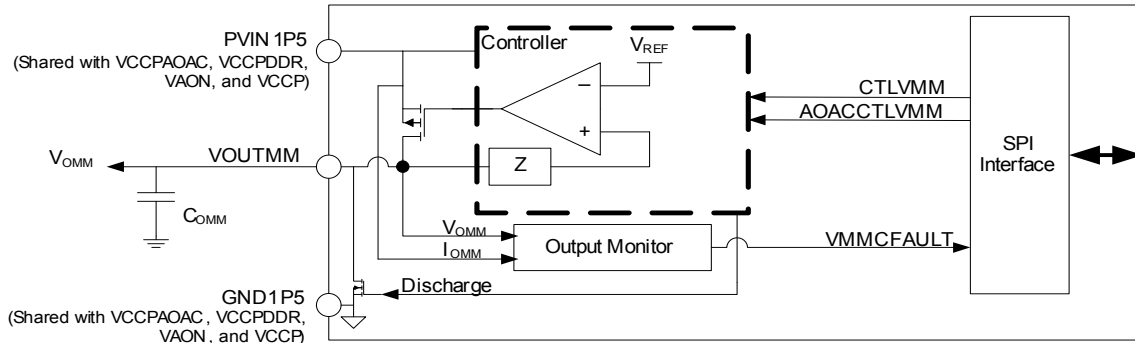 PVIN 1P5
(Shared with VCCPAOAC, VCCPDDR,
VAON, and VCCP)
Controller
VREF
−
+
Z
CTLVMM
AOACCTLVMM
SPI
Interface
VOMM
VOUTMM
COMM
VOMM
IOMM
Output Monitor
VMMCFAULT
Discharge
GND1P5
(Shared with VCCPAOAC, VCCPDDR,
VAON, and VCCP)